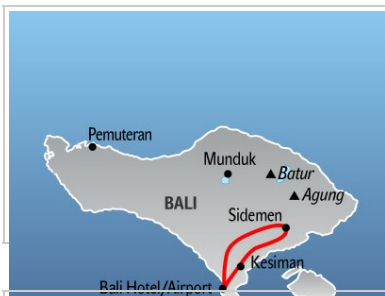 Pemuteran
Munduk
Batur
Agung
BALI
Sidemen
Kesiman
Bali Hotel/Airport